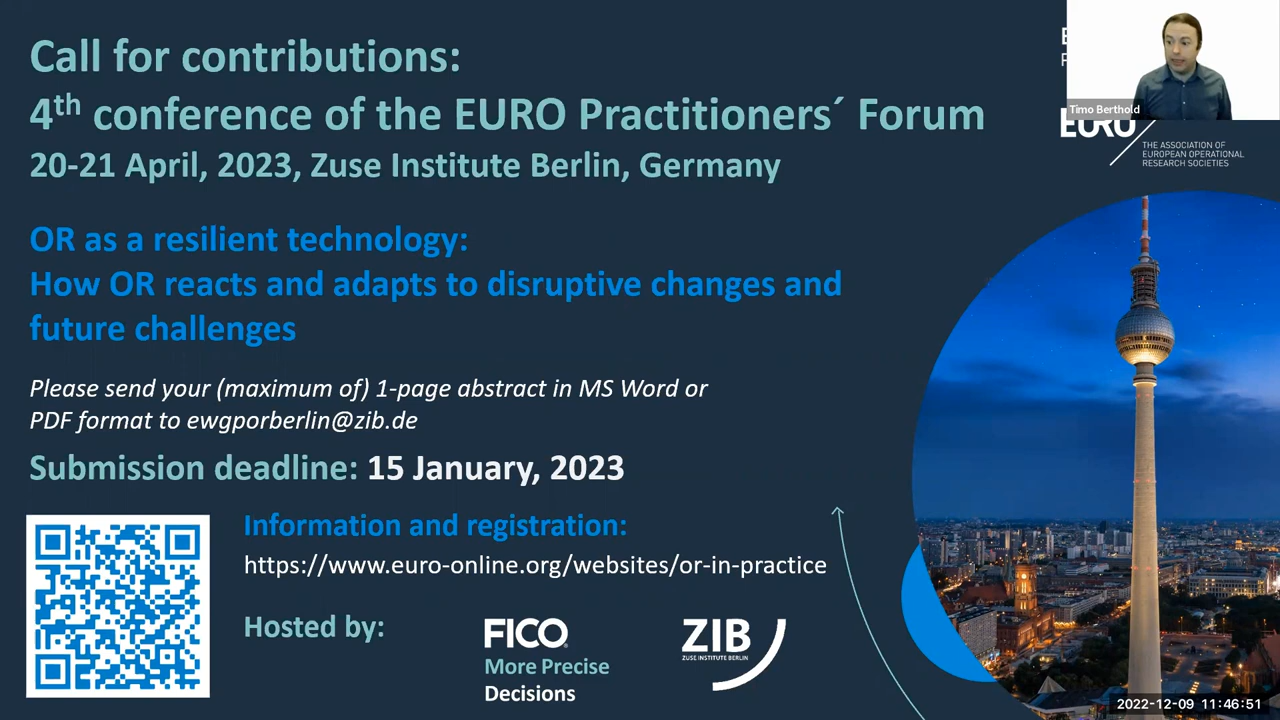 Call for contributions:
4th conference of the EURO Practitioners´ Forum
20-21 April, 2023, Zuse Institute Berlin, Germany
Timo Berthold
EURO
THE ASSOCIATION OF
EUROPEAN OPERATIONAL
RESEARCH SOCIETIES
OR as a resilient technology:
How OR reacts and adapts to disruptive changes and
future challenges
Please send your (maximum of) 1-page abstract in MS Word or
PDF format to ewgporberlin@zib.de
Submission deadline: 15 January, 2023
Information and registration:
https://www.euro-online.org/websites/or-in-practice
Hosted by:
FICO
More Precise
Decisions
ZIB
ZUSE INSTITUTE BERLIN
2022-12-09 11:46:51